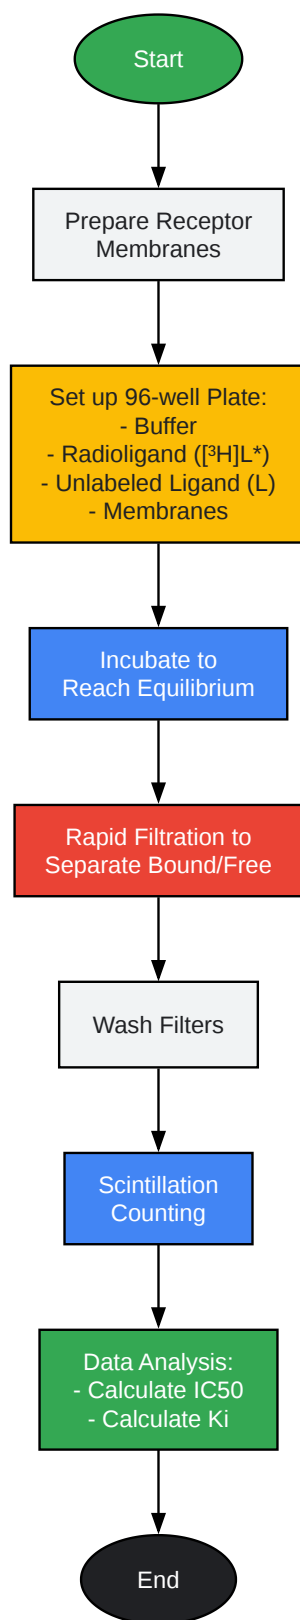 Start
Prepare Receptor
Membranes
Set up 96-well Plate:
- Buffer
- Radioligand ([³H]L*)
- Unlabeled Ligand (L)
- Membranes
Incubate to
Reach Equilibrium
Rapid Filtration to
Separate Bound/Free
Wash Filters
Scintillation
Counting
Data Analysis:
- Calculate IC50
- Calculate Ki
End